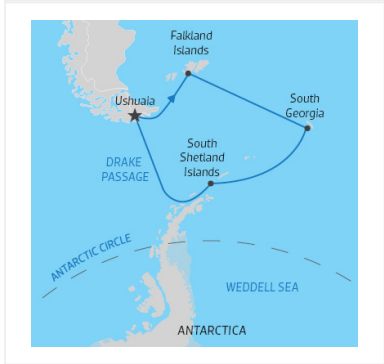 Falkland
Islands
Ushuaia
South
Georgia
South
Shetland
Islands
DRAKE
PASSAGE
ANTARCTIC CIRCLE
WEDDELL SEA
ANTARCTICA